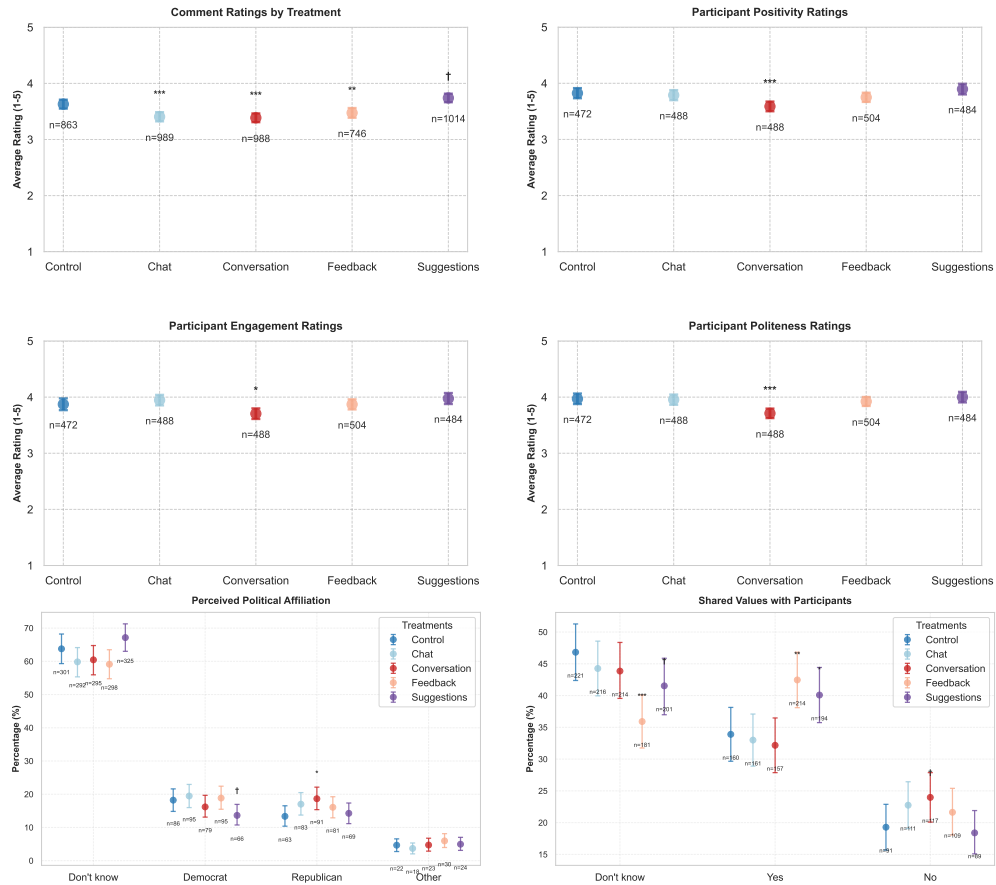 Comment Ratings by Treatment
Average Rating (1-5)
5
4
3
2
1
***
***
**
†
n=863
n=989
n=988
n=746
n=1014
Control Chat Conversation Feedback Suggestions
Participant Positivity Ratings
Average Rating (1-5)
5
4
3
2
1
***
n=472
n=488
n=488
n=504
n=484
Control Chat Conversation Feedback Suggestions
Participant Engagement Ratings
Average Rating (1-5)
5
4
3
2
1
*
n=472
n=488
n=488
n=504
n=484
Control Chat Conversation Feedback Suggestions
Participant Politeness Ratings
Average Rating (1-5)
5
4
3
2
1
***
n=472
n=488
n=488
n=504
n=484
Control Chat Conversation Feedback Suggestions
Perceived Political Affiliation
Percentage (%)
70
60
50
40
30
20
10
0
Treatments
Control
Chat
Conversation
Feedback
Suggestions
n=301
n=292
n=295
n=298
n=325
n=86
n=95
n=79
n=95
†
n=66
n=63
n=83
*
n=91
n=81
n=69
n=22
n=18
n=23
n=30
n=24
Don't know Democrat Republican Other
Shared Values with Participants
Percentage (%)
50
45
40
35
30
25
20
15
Treatments
Control
Chat
Conversation
Feedback
Suggestions
n=221
n=216
n=214
***
n=181
n=201
n=160
n=161
n=157
**
n=214
n=194
n=91
n=111
†
n=117
n=109
n=89
Don't know Yes No